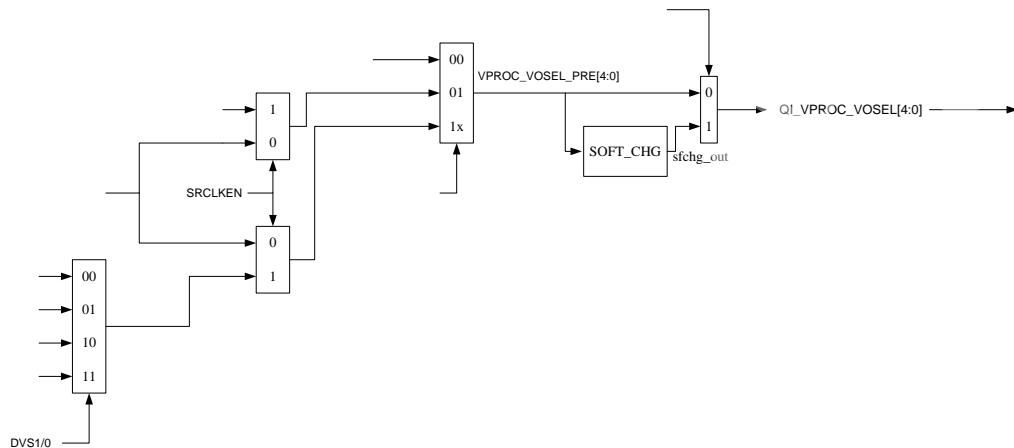 00
VPROC_VOSEL_PRE[4:0]
01
0
1
QI_VPROC_VOSEL[4:0]
1x
1
0
SOFT_CHG
sfchg_out
SRCLKEN
0
1
00
01
10
11
DVS1/0